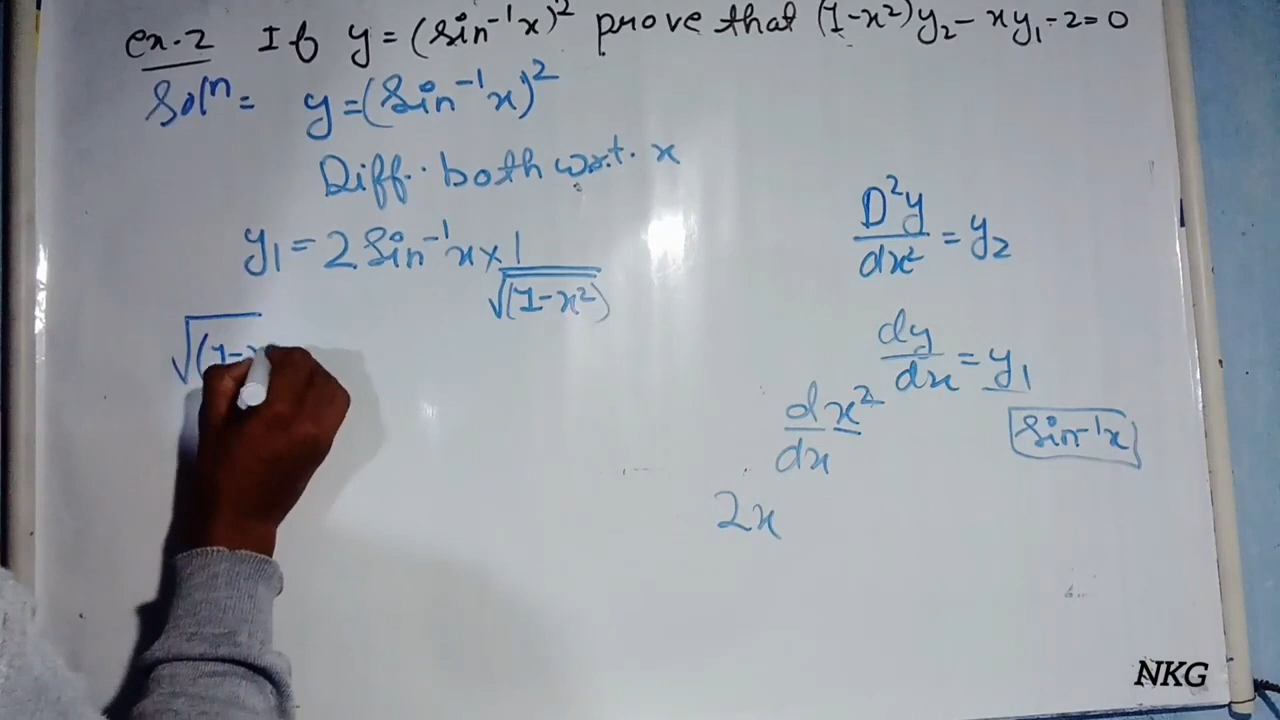 ex.2 If y = (sin⁻¹x)² prove that (1-x²)y₂ - xy₁ - 2 = 0
Solⁿ = y = (Sin⁻¹x)²
Diff. both w.r.t. x
y₁ = 2 Sin⁻¹x × 1/√(1-x²)
√(1-x
D²y/dx² = y₂
dy/dx = y₁
d/dx x²
Sin⁻¹x
2x
NKG